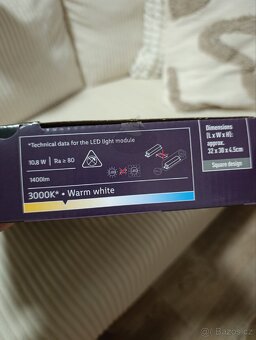 *Technical data for the LED light module
10.8 W
Ra ≥ 80
1400lm
3000K* • Warm white
Dimensions
(L x W x H):
approx.
32 x 30 x 4.5cm
Square design
© Bazoš.cz